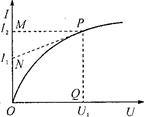 I
I₂ M P
I₁ N
Q
O U₁ U